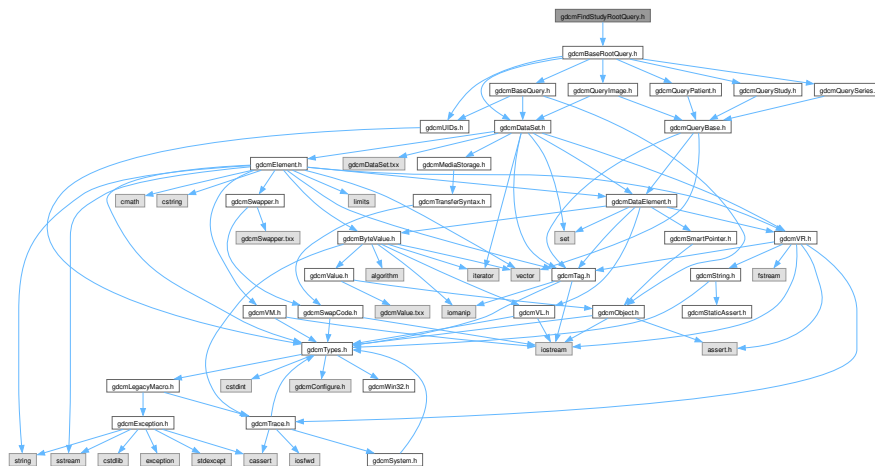 gdcmFindStudyRootQuery.h
gdcmBaseRootQuery.h
gdcmBaseQuery.h
gdcmQueryImage.h
gdcmQueryPatient.h
gdcmQueryStudy.h
gdcmQuerySeries.
gdcmUIDs.h
gdcmDataSet.h
gdcmQueryBase.h
gdcmElement.h
gdcmDataSet.txx
gdcmMediaStorage.h
cmath
cstring
gdcmSwapper.h
limits
gdcmTransferSyntax.h
gdcmDataElement.h
gdcmSwapper.txx
gdcmByteValue.h
set
gdcmSmartPointer.h
gdcmVR.h
gdcmValue.h
algorithm
iterator
vector
gdcmTag.h
gdcmString.h
fstream
gdcmVM.h
gdcmSwapCode.h
gdcmValue.txx
iomanip
gdcmVL.h
gdcmObject.h
gdcmStaticAssert.h
gdcmTypes.h
iostream
assert.h
gdcmLegacyMacro.h
cstdint
gdcmConfigure.h
gdcmWin32.h
gdcmException.h
gdcmTrace.h
string
sstream
cstdlib
exception
stdexcept
cassert
iosfwd
gdcmSystem.h